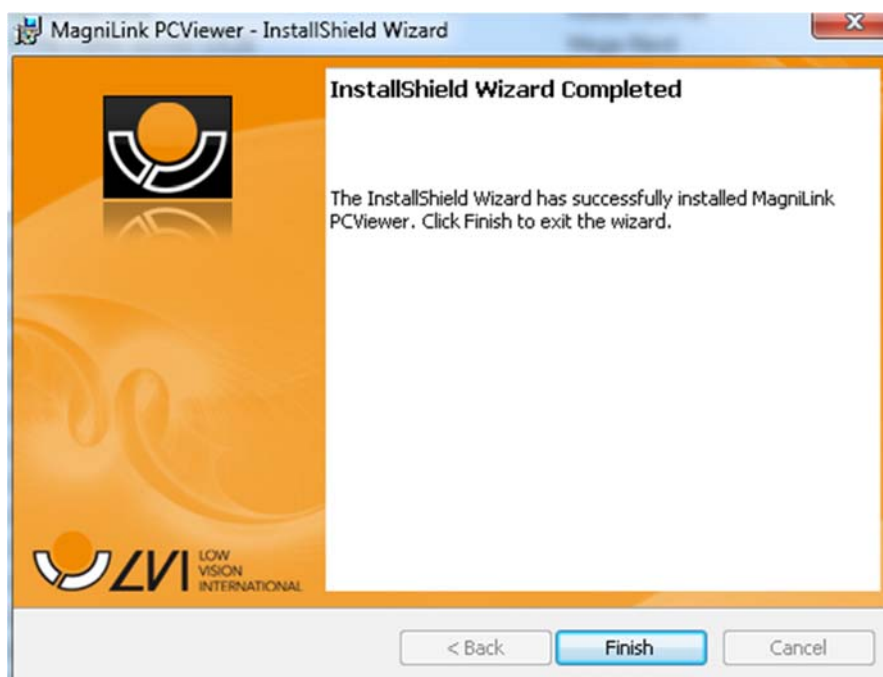 MagniLink PCViewer - InstallShield Wizard
InstallShield Wizard Completed
The InstallShield Wizard has successfully installed MagniLink
PCViewer. Click Finish to exit the wizard.
LVI
LOW
VISION
INTERNATIONAL
< Back
Finish
Cancel